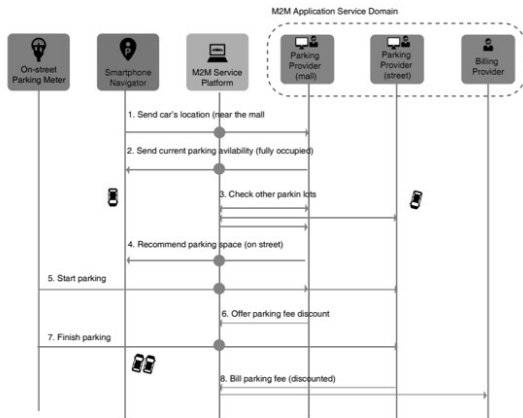 M2M Application Service Domain
On-street
Parking Meter
P
Smartphone
Navigator
M2M Service
Platform
Parking
Provider
(mall)
Parking
Provider
(street)
Billing
Provider
1. Send car's location (near the mall
2. Send current parking avilability (fully occupied)
3. Check other parkin lots
4. Recommend parking space (on street)
5. Start parking
6. Offer parking fee discount
7. Finish parking
8. Bill parking fee (discounted)